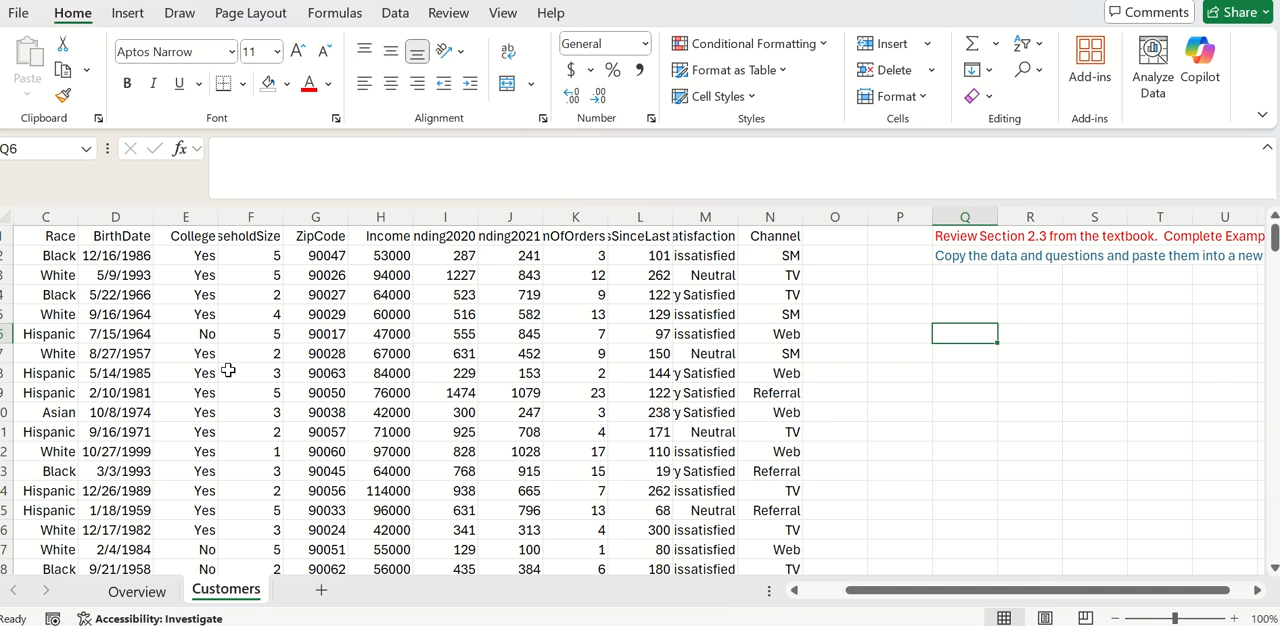 File Home Insert Draw Page Layout Formulas Data Review View Help Comments Share
Paste Aptos Narrow 11 A A General Conditional Formatting Insert Σ
B I U A $ % 9 Format as Table Delete Add-ins Analyze Data Copilot
.00 .00 Cell Styles Format
Clipboard Font Alignment Number Styles Cells Editing Add-ins
Q6 fx
C D E F G H I J K L M N O P Q R S T U
Race BirthDate College seholdSize ZipCode Income nding2020 nding2021 nOfOrders sSinceLast atisfaction Channel Review Section 2.3 from the textbook. Complete Examp
Black 12/16/1986 Yes 5 90047 53000 287 241 3 101 issatisfied SM Copy the data and questions and paste them into a new
White 5/9/1993 Yes 5 90026 94000 1227 843 12 262 Neutral TV
Black 5/22/1966 Yes 2 90027 64000 523 719 9 122 y Satisfied TV
White 9/16/1964 Yes 4 90029 60000 516 582 13 129 issatisfied SM
Hispanic 7/15/1964 No 5 90017 47000 555 845 7 97 issatisfied Web
White 8/27/1957 Yes 2 90028 67000 631 452 9 150 Neutral SM
Hispanic 5/14/1985 Yes 3 90063 84000 229 153 2 144 y Satisfied Web
Hispanic 2/10/1981 Yes 5 90050 76000 1474 1079 23 122 y Satisfied Referral
Asian 10/8/1974 Yes 3 90038 42000 300 247 3 238 y Satisfied Web
Hispanic 9/16/1971 Yes 2 90057 71000 925 708 4 171 Neutral TV
White 10/27/1999 Yes 1 90060 97000 828 1028 17 110 issatisfied Web
Black 3/3/1993 Yes 3 90045 64000 768 915 15 19 y Satisfied Referral
Hispanic 12/26/1989 Yes 2 90056 114000 938 665 7 262 issatisfied TV
Hispanic 1/18/1959 Yes 5 90033 96000 631 796 13 68 Neutral Referral
White 12/17/1982 Yes 3 90024 42000 341 313 4 300 issatisfied TV
White 2/4/1984 No 5 90051 55000 129 100 1 80 issatisfied Web
Black 9/21/1958 No 2 90062 56000 435 384 6 180 issatisfied TV
Overview Customers
Ready Accessibility: Investigate 100%